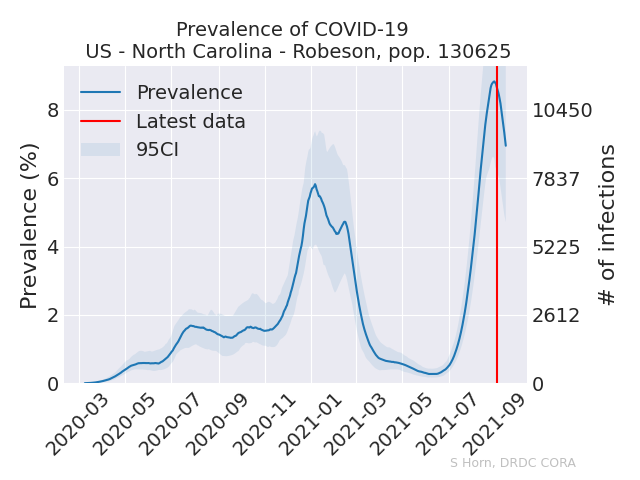 Prevalence of COVID-19
US - North Carolina - Robeson, pop. 130625
Prevalence
Latest data
95CI
Prevalence (%)
8
6
4
2
0
10450
7837
5225
2612
0
# of infections
2020-03
2020-05
2020-07
2020-09
2020-11
2021-01
2021-03
2021-05
2021-07
2021-09
S Horn, DRDC CORA